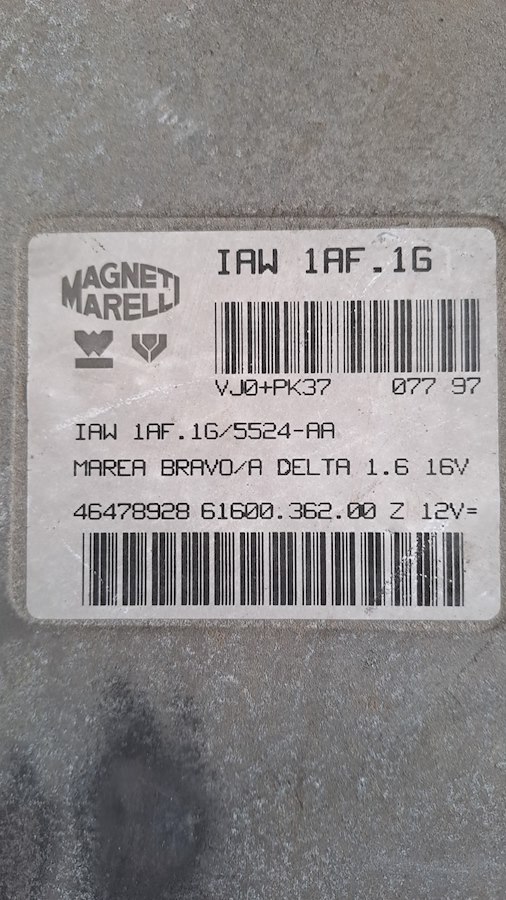 IAW 1AF.1G
MAGNETI
MARELLI
VJ0+PK37 077 97
IAW 1AF.1G/5524-AA
MAREA BRAVO/A DELTA 1.6 16V
46478928 61600.362.00 Z 12V=